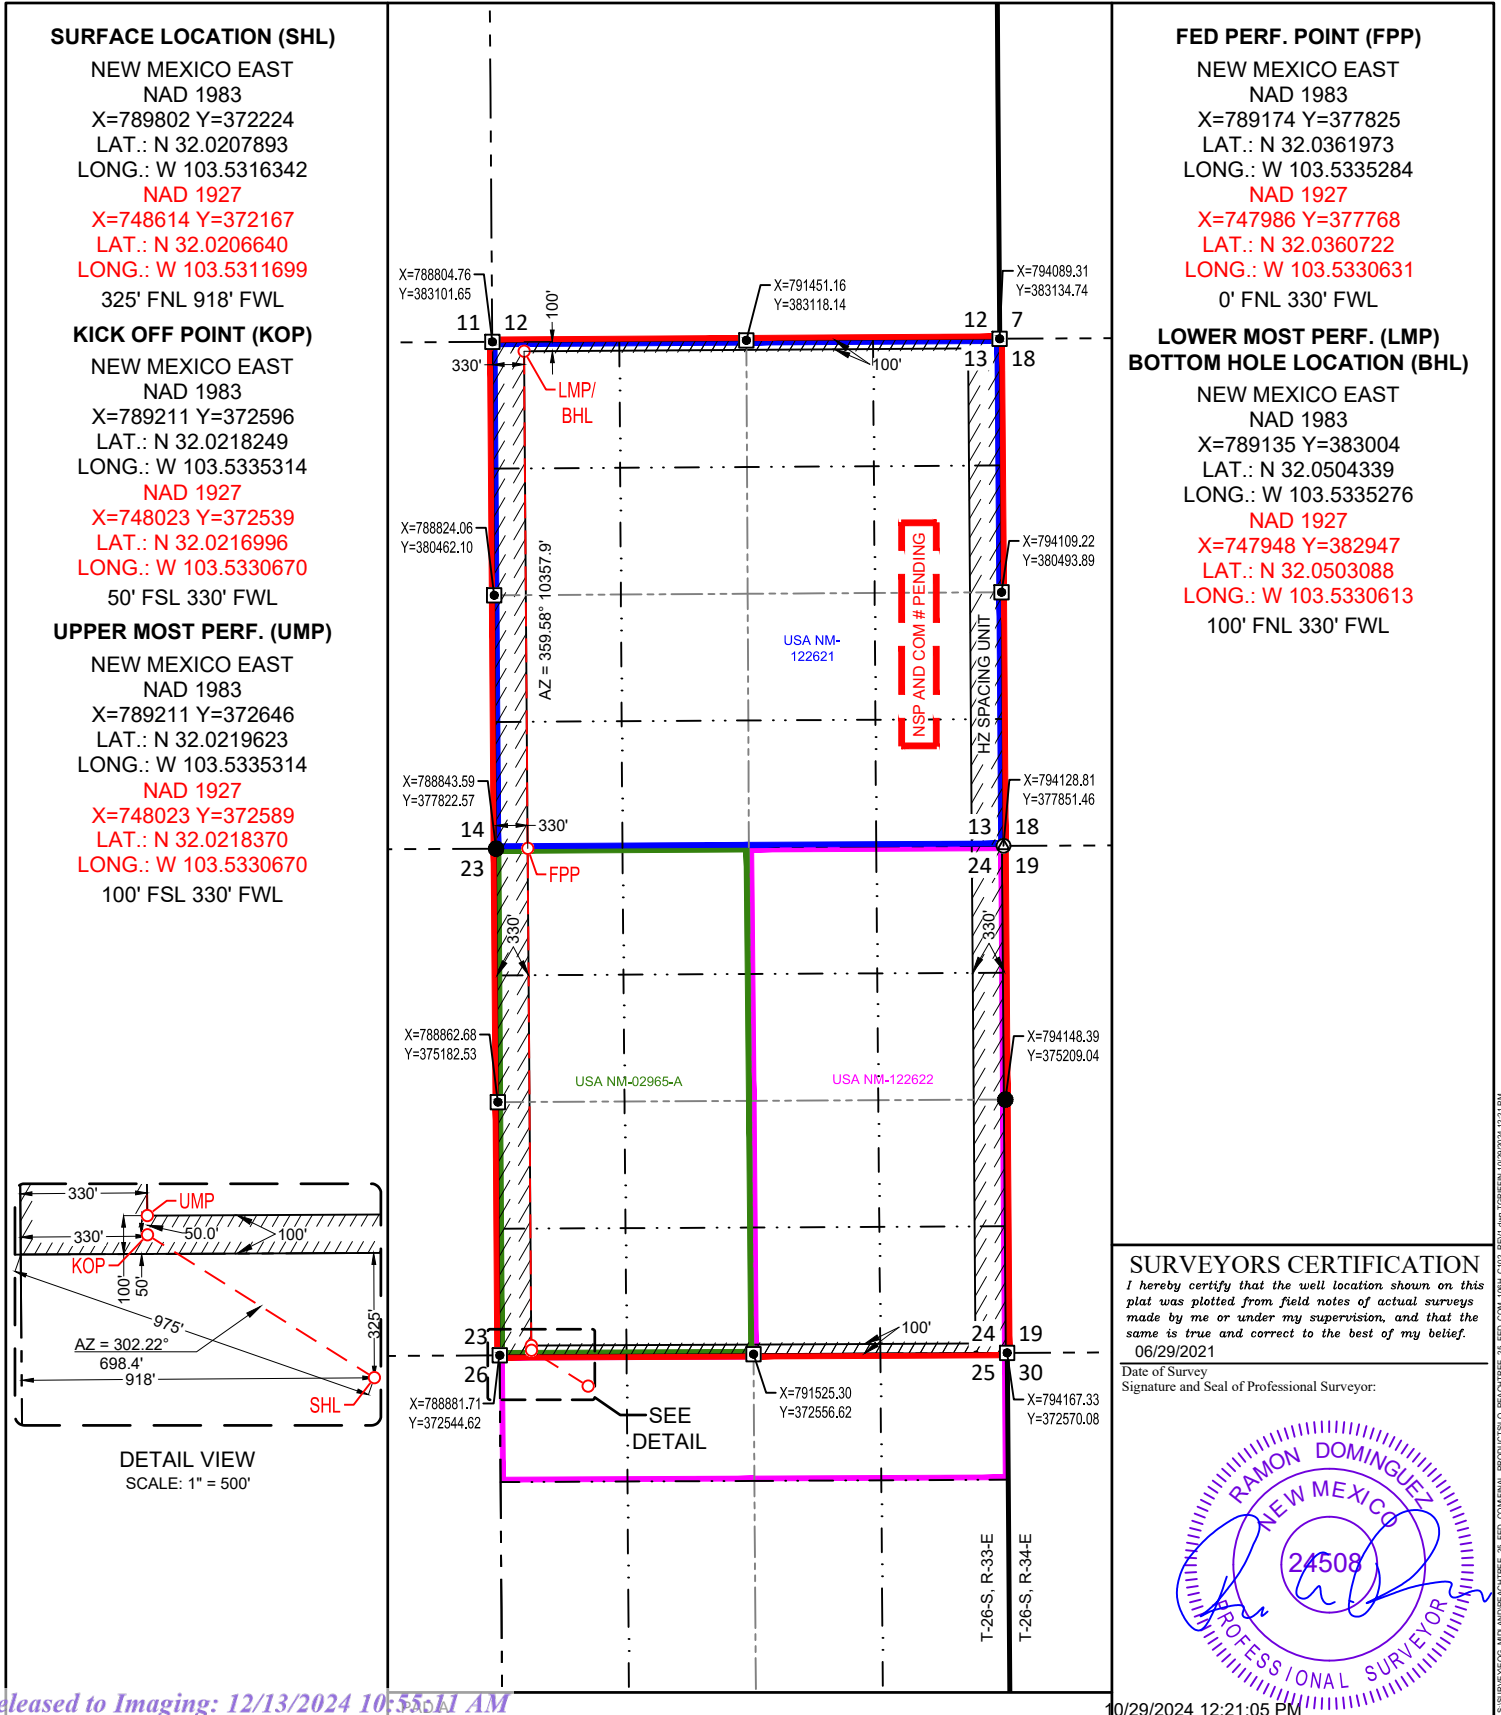 SURFACE LOCATION (SHL)
NEW MEXICO EAST
NAD 1983
X=789802 Y=372224
LAT.: N 32.0207893
LONG.: W 103.5316342
NAD 1927
X=748614 Y=372167
LAT.: N 32.0206640
LONG.: W 103.5311699
325' FNL 918' FWL
KICK OFF POINT (KOP)
NEW MEXICO EAST
NAD 1983
X=789211 Y=372596
LAT.: N 32.0218249
LONG.: W 103.5335314
NAD 1927
X=748023 Y=372539
LAT.: N 32.0216996
LONG.: W 103.5330670
50' FSL 330' FWL
UPPER MOST PERF. (UMP)
NEW MEXICO EAST
NAD 1983
X=789211 Y=372646
LAT.: N 32.0219623
LONG.: W 103.5335314
NAD 1927
X=748023 Y=372589
LAT.: N 32.0218370
LONG.: W 103.5330670
100' FSL 330' FWL
330'
UMP
330'
50.0'
100'
KOP
100'
50'
975'
325'
AZ = 302.22°
698.4'
918'
SHL
DETAIL VIEW
SCALE: 1" = 500'
X=788804.76
Y=383101.65
100'
X=791451.16
Y=383118.14
X=794089.31
Y=383134.74
11 12
12 7
330'
13 18
100'
LMP/
BHL
X=788824.06
Y=380462.10
AZ = 359.58° 10357.9'
X=794109.22
Y=380493.89
NSP AND COM # PENDING
HZ SPACING UNIT
USA NM-
122621
X=788843.59
Y=377822.57
X=794128.81
Y=377851.46
14
330'
13 18
23
FPP
24 19
330'
330'
X=788862.68
Y=375182.53
X=794148.39
Y=375209.04
USA NM-02965-A
USA NM-122622
100'
23
24 19
26
25 30
X=788881.71
Y=372544.62
SEE
DETAIL
X=791525.30
Y=372556.62
X=794167.33
Y=372570.08
T-26-S, R-33-E
T-26-S, R-34-E
FED PERF. POINT (FPP)
NEW MEXICO EAST
NAD 1983
X=789174 Y=377825
LAT.: N 32.0361973
LONG.: W 103.5335284
NAD 1927
X=747986 Y=377768
LAT.: N 32.0360722
LONG.: W 103.5330631
0' FNL 330' FWL
LOWER MOST PERF. (LMP)
BOTTOM HOLE LOCATION (BHL)
NEW MEXICO EAST
NAD 1983
X=789135 Y=383004
LAT.: N 32.0504339
LONG.: W 103.5335276
NAD 1927
X=747948 Y=382947
LAT.: N 32.0503088
LONG.: W 103.5330613
100' FNL 330' FWL
SURVEYORS CERTIFICATION
I hereby certify that the well location shown on this
plat was plotted from field notes of actual surveys
made by me or under my supervision, and that the
same is true and correct to the best of my belief.
06/29/2021
Date of Survey
Signature and Seal of Professional Surveyor:
RAMON DOMINGUEZ
NEW MEXICO
24508
PROFESSIONAL SURVEYOR
eleased to Imaging: 12/13/2024 10:55:11 AM
10/29/2024 12:21:05 PM